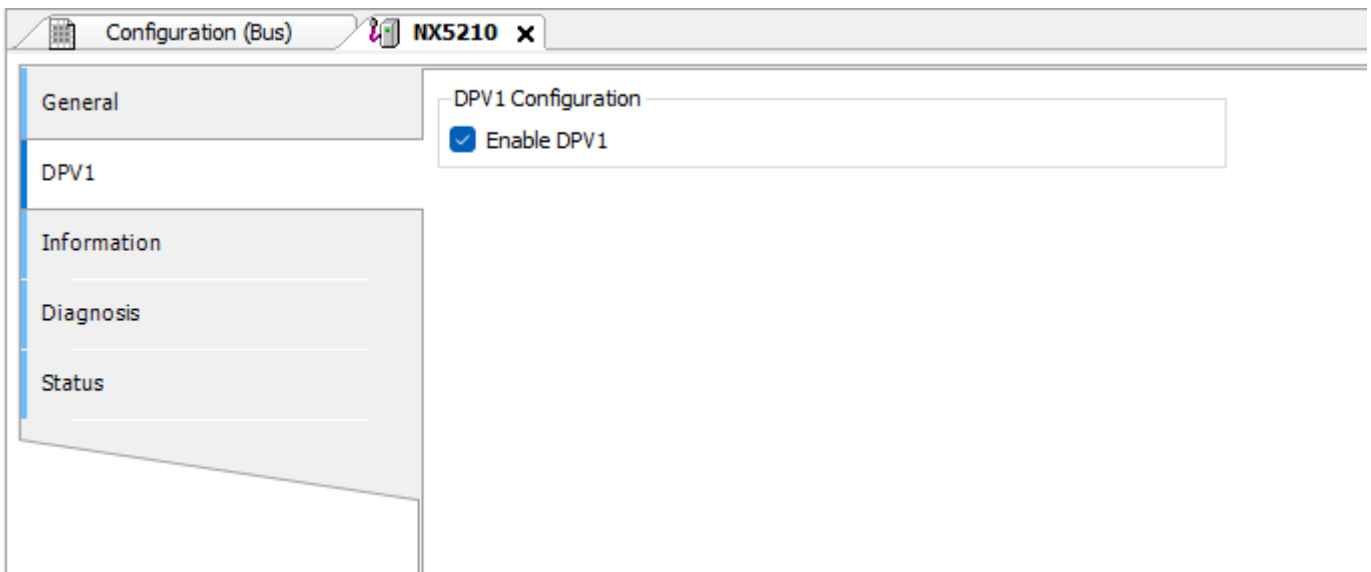 Configuration (Bus) NX5210
General
DPV1
Information
Diagnosis
Status
DPV1 Configuration
Enable DPV1